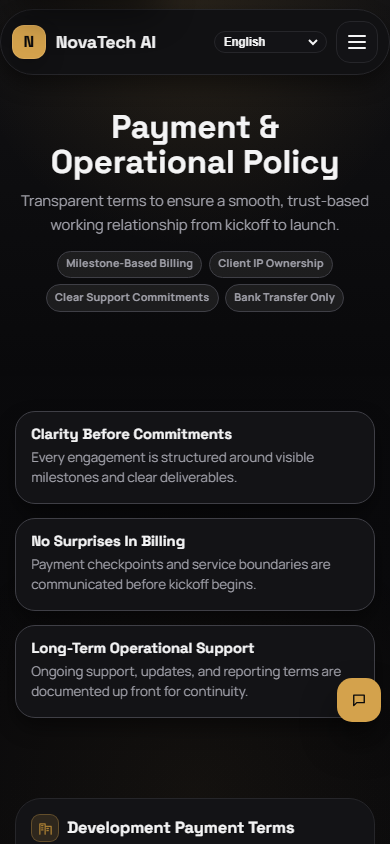 N NovaTech AI English
Payment &
Operational Policy
Transparent terms to ensure a smooth, trust-based
working relationship from kickoff to launch.
Milestone-Based Billing Client IP Ownership
Clear Support Commitments Bank Transfer Only
Clarity Before Commitments
Every engagement is structured around visible
milestones and clear deliverables.
No Surprises In Billing
Payment checkpoints and service boundaries are
communicated before kickoff begins.
Long-Term Operational Support
Ongoing support, updates, and reporting terms are
documented up front for continuity.
Development Payment Terms